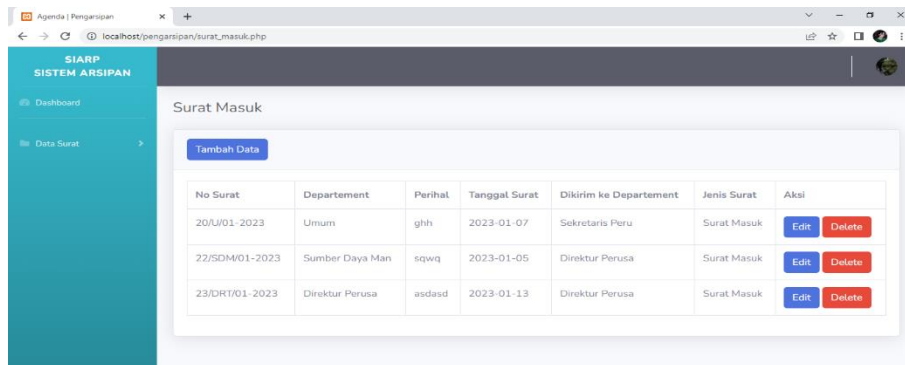 Agenda | Pengarsipan
localhost/pengarsipan/surat_masuk.php
SIARP
SISTEM ARSIPAN
Dashboard
Data Surat
Surat Masuk
Tambah Data
No Surat Departement Perihal Tanggal Surat Dikirim ke Departement Jenis Surat Aksi
20/U/01-2023 Umum ghh 2023-01-07 Sekretaris Peru Surat Masuk Edit Delete
22/SDM/01-2023 Sumber Daya Man sqwq 2023-01-05 Direktur Perusa Surat Masuk Edit Delete
23/DRT/01-2023 Direktur Perusa asdasd 2023-01-13 Direktur Perusa Surat Masuk Edit Delete